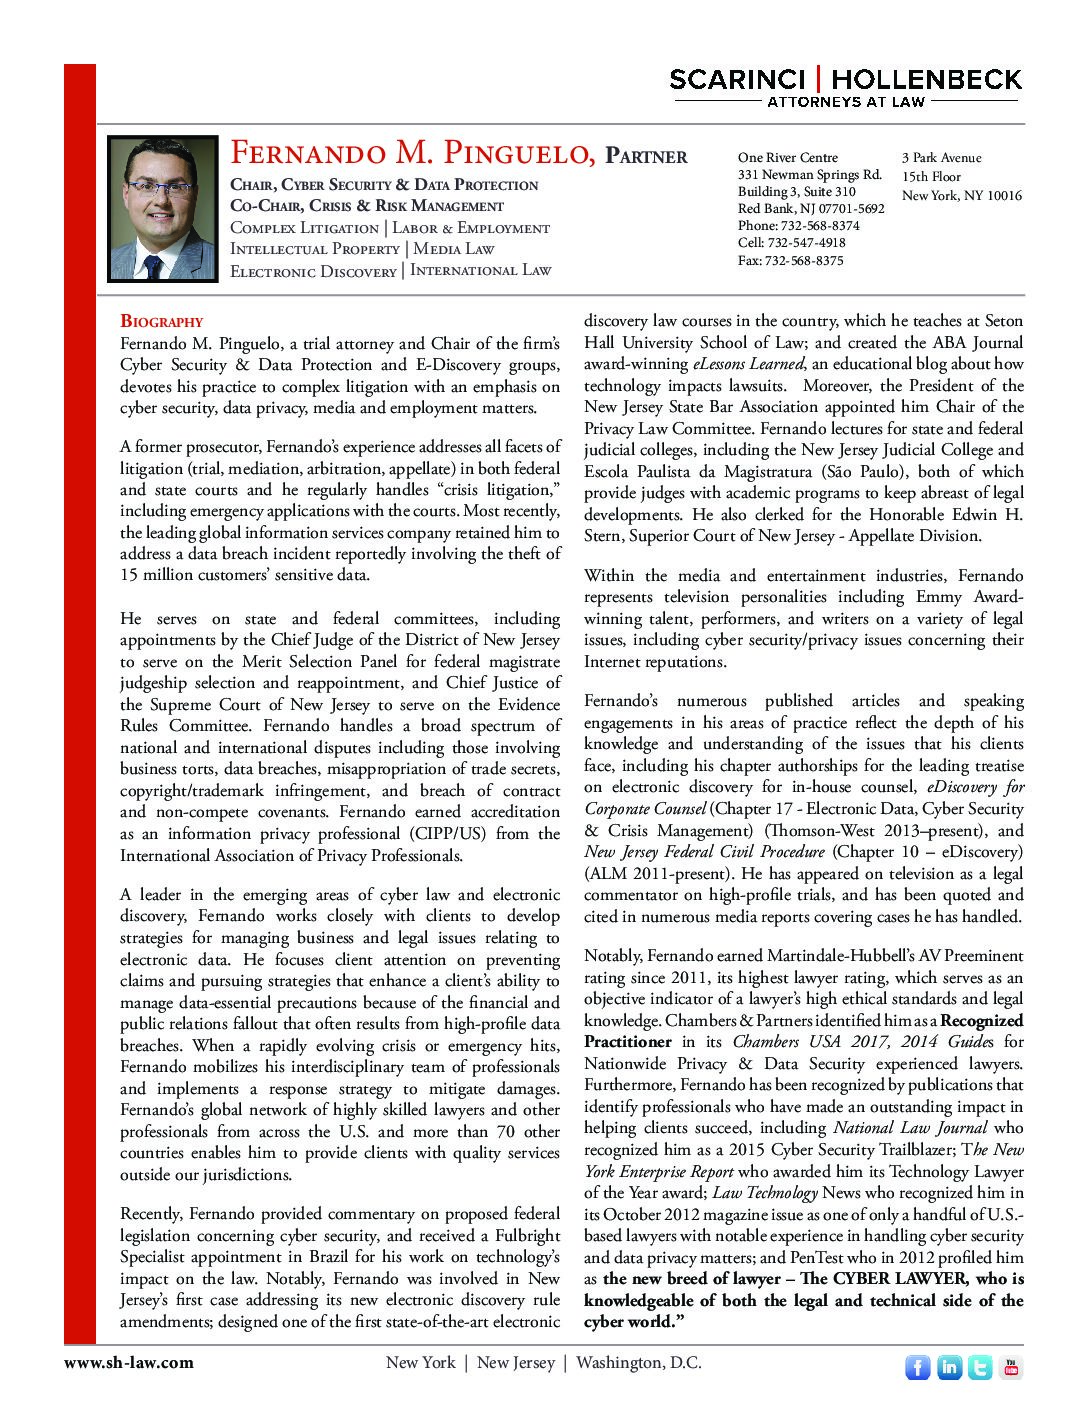 SCARINCI | HOLLENBECK
ATTORNEYS AT LAW
Fernando M. Pinguelo, Partner
Chair, Cyber Security & Data Protection
Co-Chair, Crisis & Risk Management
Complex Litigation | Labor & Employment
Intellectual Property | Media Law
Electronic Discovery | International Law
One River Centre
331 Newman Springs Rd.
Building 3, Suite 310
Red Bank, NJ 07701-5692
Phone: 732-568-8374
Cell: 732-547-4918
Fax: 732-568-8375
3 Park Avenue
15th Floor
New York, NY 10016
Biography
Fernando M. Pinguelo, a trial attorney and Chair of the firm's
Cyber Security & Data Protection and E-Discovery groups,
devotes his practice to complex litigation with an emphasis on
cyber security, data privacy, media and employment matters.
A former prosecutor, Fernando's experience addresses all facets of
litigation (trial, mediation, arbitration, appellate) in both federal
and state courts and he regularly handles "crisis litigation,"
including emergency applications with the courts. Most recently,
the leading global information services company retained him to
address a data breach incident reportedly involving the theft of
15 million customers' sensitive data.
He serves on state and federal committees, including
appointments by the Chief Judge of the District of New Jersey
to serve on the Merit Selection Panel for federal magistrate
judgeship selection and reappointment, and Chief Justice of
the Supreme Court of New Jersey to serve on the Evidence
Rules Committee. Fernando handles a broad spectrum of
national and international disputes including those involving
business torts, data breaches, misappropriation of trade secrets,
copyright/trademark infringement, and breach of contract
and non-compete covenants. Fernando earned accreditation
as an information privacy professional (CIPP/US) from the
International Association of Privacy Professionals.
A leader in the emerging areas of cyber law and electronic
discovery, Fernando works closely with clients to develop
strategies for managing business and legal issues relating to
electronic data. He focuses client attention on preventing
claims and pursuing strategies that enhance a client's ability to
manage data-essential precautions because of the financial and
public relations fallout that often results from high-profile data
breaches. When a rapidly evolving crisis or emergency hits,
Fernando mobilizes his interdisciplinary team of professionals
and implements a response strategy to mitigate damages.
Fernando's global network of highly skilled lawyers and other
professionals from across the U.S. and more than 70 other
countries enables him to provide clients with quality services
outside our jurisdictions.
Recently, Fernando provided commentary on proposed federal
legislation concerning cyber security, and received a Fulbright
Specialist appointment in Brazil for his work on technology's
impact on the law. Notably, Fernando was involved in New
Jersey's first case addressing its new electronic discovery rule
amendments; designed one of the first state-of-the-art electronic
discovery law courses in the country, which he teaches at Seton
Hall University School of Law; and created the ABA Journal
award-winning eLessons Learned, an educational blog about how
technology impacts lawsuits. Moreover, the President of the
New Jersey State Bar Association appointed him Chair of the
Privacy Law Committee. Fernando lectures for state and federal
judicial colleges, including the New Jersey Judicial College and
Escola Paulista da Magistratura (São Paulo), both of which
provide judges with academic programs to keep abreast of legal
developments. He also clerked for the Honorable Edwin H.
Stern, Superior Court of New Jersey - Appellate Division.
Within the media and entertainment industries, Fernando
represents television personalities including Emmy Award-
winning talent, performers, and writers on a variety of legal
issues, including cyber security/privacy issues concerning their
Internet reputations.
Fernando's numerous published articles and speaking
engagements in his areas of practice reflect the depth of his
knowledge and understanding of the issues that his clients
face, including his chapter authorships for the leading treatise
on electronic discovery for in-house counsel, eDiscovery for
Corporate Counsel (Chapter 17 - Electronic Data, Cyber Security
& Crisis Management) (Thomson-West 2013–present), and
New Jersey Federal Civil Procedure (Chapter 10 – eDiscovery)
(ALM 2011-present). He has appeared on television as a legal
commentator on high-profile trials, and has been quoted and
cited in numerous media reports covering cases he has handled.
Notably, Fernando earned Martindale-Hubbell's AV Preeminent
rating since 2011, its highest lawyer rating, which serves as an
objective indicator of a lawyer's high ethical standards and legal
knowledge. Chambers & Partners identified him as a Recognized
Practitioner in its Chambers USA 2017, 2014 Guides for
Nationwide Privacy & Data Security experienced lawyers.
Furthermore, Fernando has been recognized by publications that
identify professionals who have made an outstanding impact in
helping clients succeed, including National Law Journal who
recognized him as a 2015 Cyber Security Trailblazer; The New
York Enterprise Report who awarded him its Technology Lawyer
of the Year award; Law Technology News who recognized him in
its October 2012 magazine issue as one of only a handful of U.S.-
based lawyers with notable experience in handling cyber security
and data privacy matters; and PenTest who in 2012 profiled him
as the new breed of lawyer – The CYBER LAWYER, who is
knowledgeable of both the legal and technical side of the
cyber world."
www.sh-law.com
New York | New Jersey | Washington, D.C.
f
in
t
You
Tube